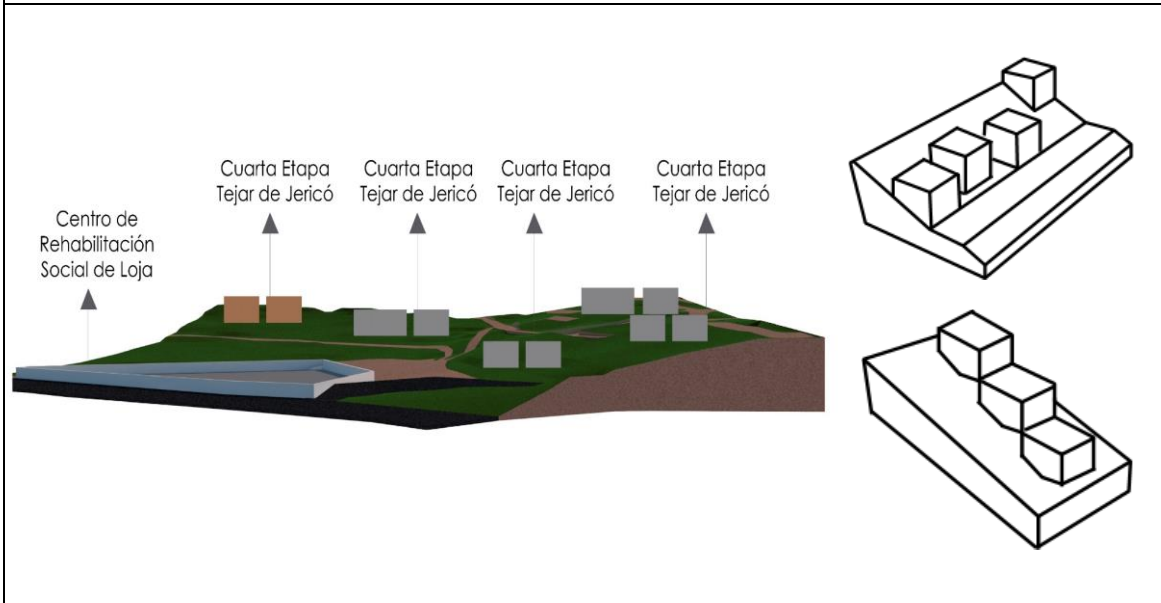 Centro de
Rehabilitación
Social de Loja
Cuarta Etapa
Tejar de Jericó
Cuarta Etapa
Tejar de Jericó
Cuarta Etapa
Tejar de Jericó
Cuarta Etapa
Tejar de Jericó